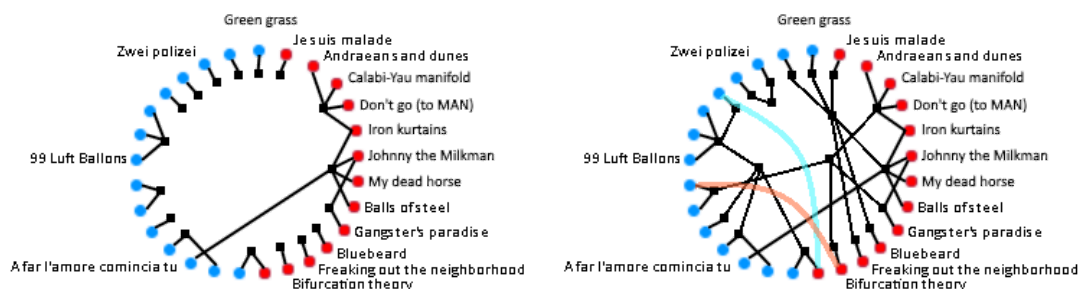 Green grass
Zwei polizei
Je suis malade
Andraeans and dunes
Calabi-Yau manifold
Don't go (to MAN)
Iron kurtains
99 Luft Ballons
Johnny the Milkman
My dead horse
Balls of steel
Gangster's paradise
Bluebeard
A far l'amore comincia tu
Freaking out the neighborhood
Bifurcation theory
Green grass
Zwei polizei
Je suis malade
Andraeans and dunes
Calabi-Yau manifold
Don't go (to MAN)
Iron kurtains
99 Luft Ballons
Johnny the Milkman
My dead horse
Balls of steel
Gangster's paradise
Bluebeard
A far l'amore comincia tu
Freaking out the neighborhood
Bifurcation theory